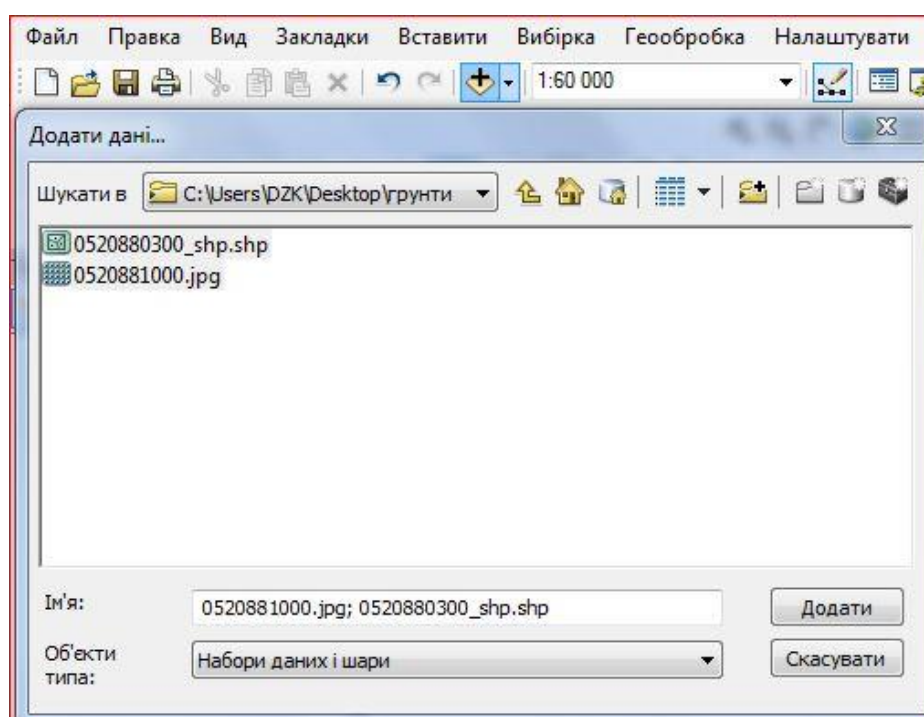 Файл Правка Вид Закладки Вставити Вибірка Геообробка Налаштувати
1:60 000
Додати дані...
Шукати в C:\Users\DZK\Desktop\грунти
0520880300_shp.shp
0520881000.jpg
Ім'я: 0520881000.jpg; 0520880300_shp.shp Додати
Об'єкти типа: Набори даних і шари Скасувати